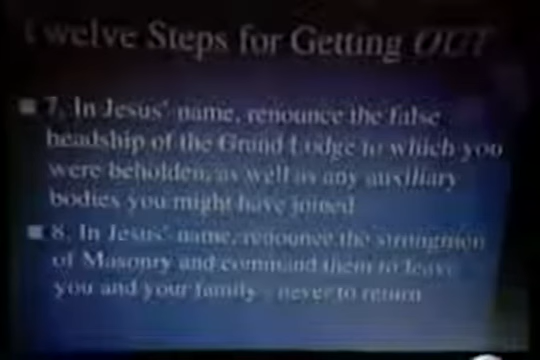 Twelve Steps for Getting OUT
7. In Jesus' name, renounce the false
headship of the Grand Lodge to which you
were beholden, as well as any auxiliary
bodies you might have joined
8. In Jesus' name, renounce the strongmen
of Masonry and command them to leave
you and your family - never to return